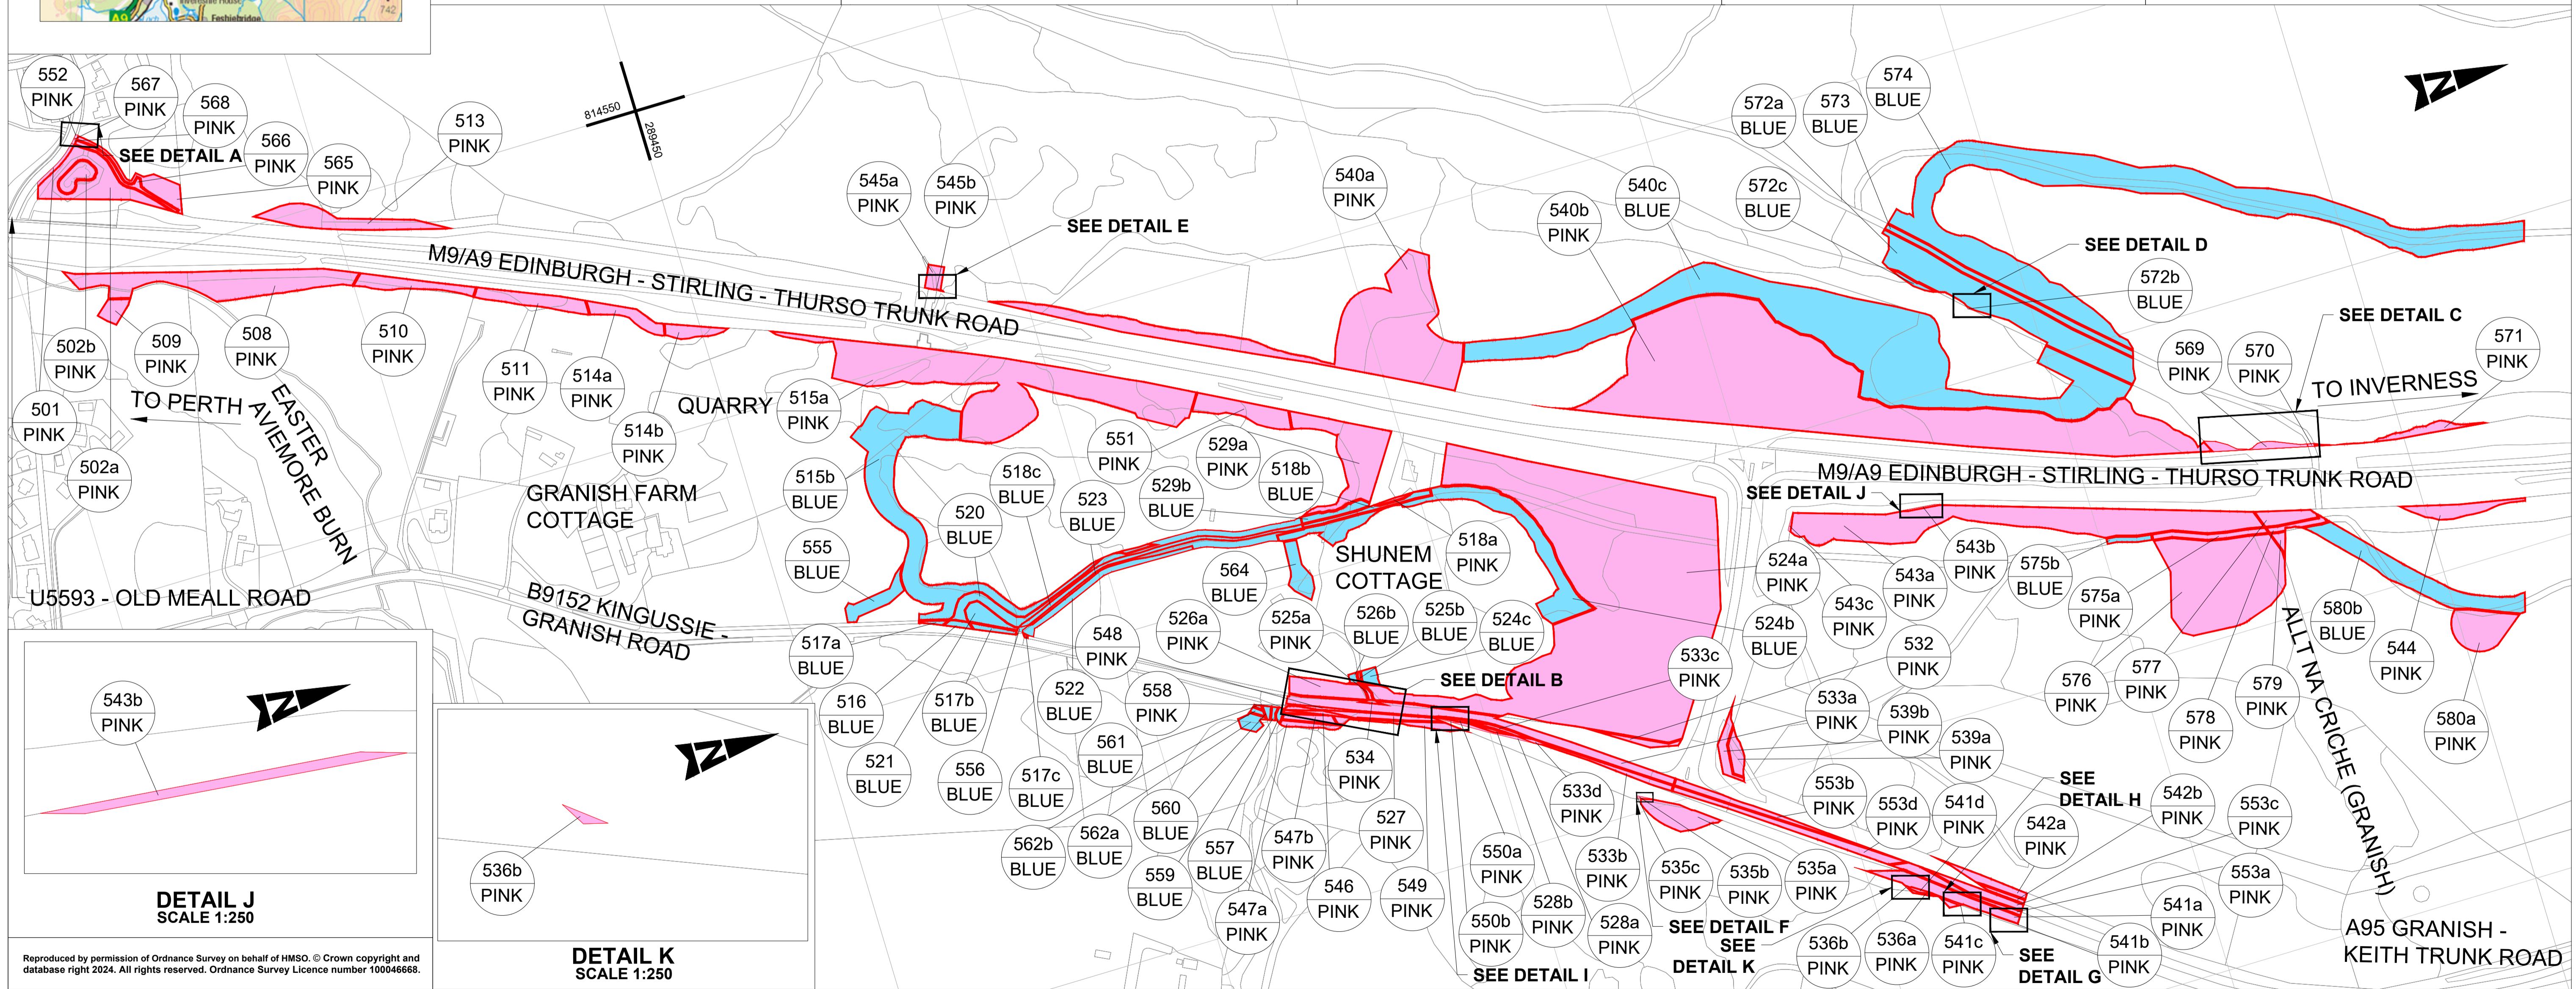 Inveresnie House
A9
Loch
Feshiebridge
742
552
PINK
567
PINK
568
PINK
566
PINK
565
PINK
513
PINK
SEE DETAIL A
814550
289450
545a
PINK
545b
PINK
SEE DETAIL E
540a
PINK
540b
PINK
540c
BLUE
572a
BLUE
573
BLUE
574
BLUE
572c
BLUE
N
SEE DETAIL D
572b
BLUE
SEE DETAIL C
569
PINK
570
PINK
571
PINK
TO INVERNESS
M9/A9 EDINBURGH - STIRLING - THURSO TRUNK ROAD
502b
PINK
509
PINK
508
PINK
510
PINK
511
PINK
514a
PINK
514b
PINK
QUARRY
515a
PINK
501
PINK
TO PERTH
502a
PINK
EASTER
AVIEMORE BURN
GRANISH FARM
COTTAGE
515b
BLUE
518c
BLUE
520
BLUE
523
BLUE
551
PINK
529a
PINK
529b
BLUE
518b
BLUE
M9/A9 EDINBURGH - STIRLING - THURSO TRUNK ROAD
SEE DETAIL J
555
BLUE
564
BLUE
SHUNEM
COTTAGE
518a
PINK
524a
PINK
543c
PINK
543a
PINK
543b
PINK
575b
BLUE
575a
PINK
580b
BLUE
544
PINK
U5593 - OLD MEALL ROAD
B9152 KINGUSSIE -
GRANISH ROAD
517a
BLUE
516
BLUE
517b
BLUE
521
BLUE
556
BLUE
517c
BLUE
522
BLUE
548
PINK
526a
PINK
525a
PINK
526b
BLUE
525b
BLUE
524c
BLUE
524b
BLUE
533c
PINK
532
PINK
533a
PINK
539b
PINK
539a
PINK
576
PINK
577
PINK
578
PINK
579
PINK
580a
PINK
ALLT NA CRICHE (GRANISH)
SEE DETAIL B
558
PINK
561
BLUE
534
PINK
533d
PINK
553b
PINK
553d
PINK
541d
PINK
SEE
DETAIL H
542b
PINK
542a
PINK
553c
PINK
562b
BLUE
562a
BLUE
560
BLUE
559
BLUE
557
BLUE
547b
PINK
547a
PINK
527
PINK
546
PINK
549
PINK
550a
PINK
550b
PINK
528b
PINK
533b
PINK
528a
PINK
535c
PINK
535b
PINK
535a
PINK
553a
PINK
541a
PINK
SEE DETAIL F
SEE
DETAIL K
536b
PINK
536a
PINK
541c
PINK
SEE
DETAIL G
541b
PINK
SEE DETAIL I
A95 GRANISH -
KEITH TRUNK ROAD
543b
PINK
N
DETAIL J
SCALE 1:250
N
536b
PINK
DETAIL K
SCALE 1:250
Reproduced by permission of Ordnance Survey on behalf of HMSO. © Crown copyright and
database right 2024. All rights reserved. Ordnance Survey Licence number 100046668.